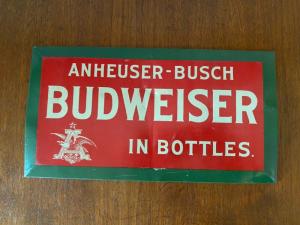 ANHEUSER-BUSCH
BUDWEISER
IN BOTTLES.